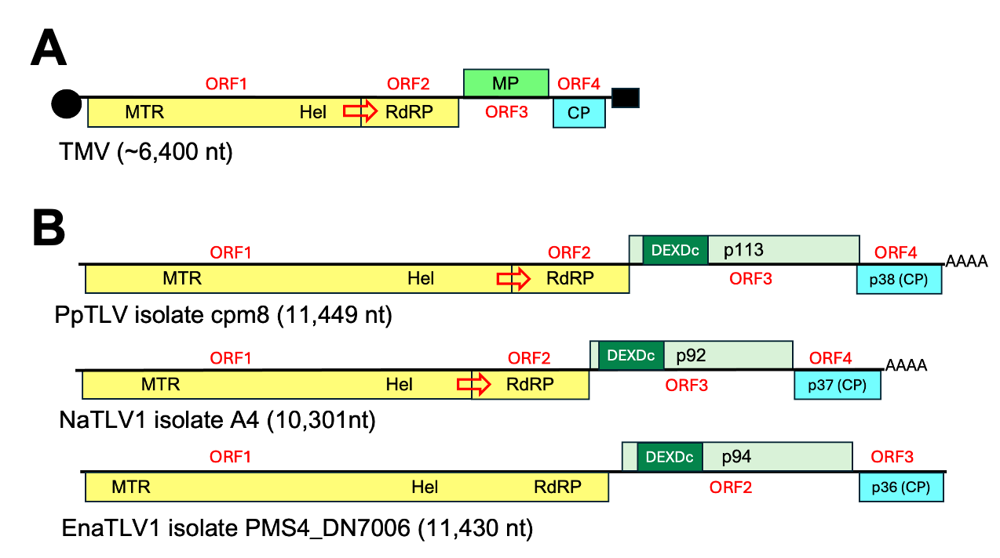 A
ORF1 ORF2 MP ORF4
MTR Hel RdRP ORF3 CP
TMV (~6,400 nt)
B
ORF1 ORF2 DEXDc p113 ORF4 AAAA
MTR Hel RdRP ORF3 p38 (CP)
PpTLV isolate cpm8 (11,449 nt)
ORF1 ORF2 DEXDc p92 ORF4 AAAA
MTR Hel RdRP ORF3 p37 (CP)
NaTLV1 isolate A4 (10,301nt)
ORF1 DEXDc p94 ORF3
MTR Hel RdRP ORF2 p36 (CP)
EnaTLV1 isolate PMS4_DN7006 (11,430 nt)